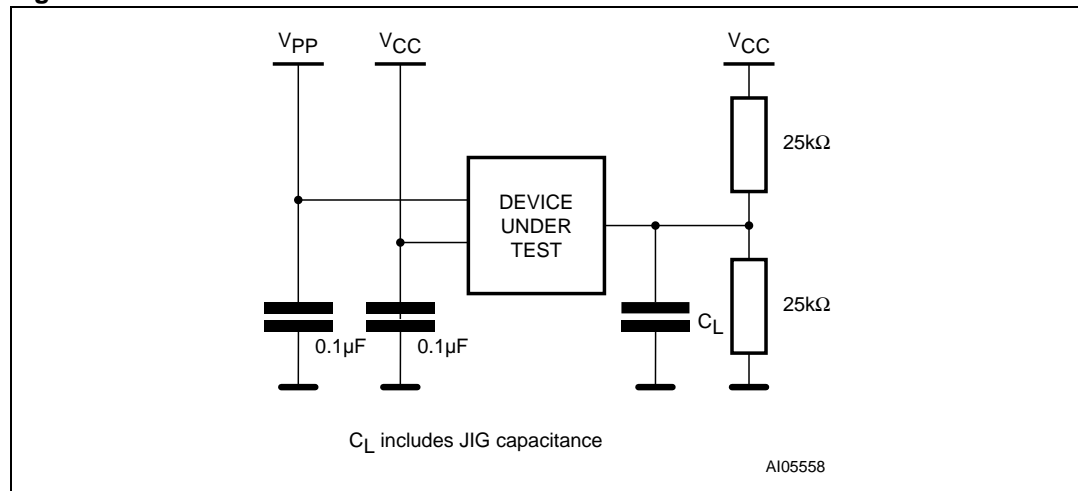 VPP
VCC
VCC
25kΩ
DEVICE
UNDER
TEST
25kΩ
CL
0.1µF
0.1µF
CL includes JIG capacitance
AI05558